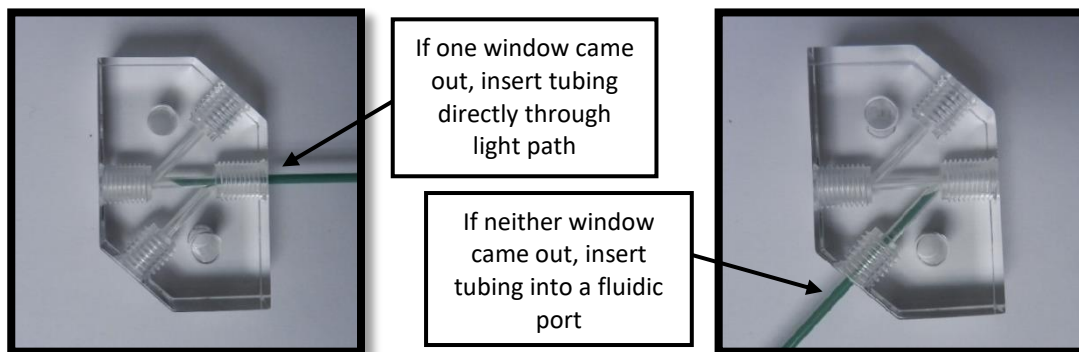 If one window came
out, insert tubing
directly through
light path
If neither window
came out, insert
tubing into a fluidic
port